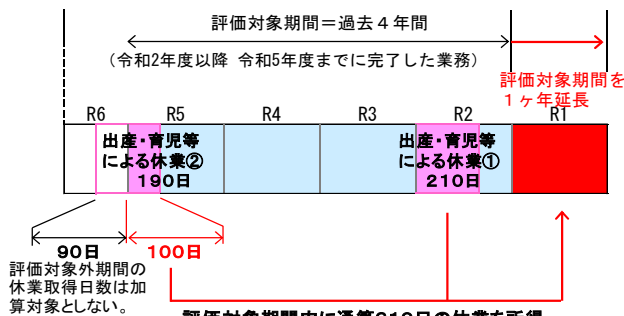 評価対象期間＝過去４年間
（令和2年度以降 令和5年度までに完了した業務）
評価対象期間を
１ヶ年延長
R6
R5
R4
R3
R2
R1
出産・育児等
による休業②
190日
出産・育児等
による休業①
210日
90日
100日
評価対象外期間の
休業取得日数は加
算対象としない。